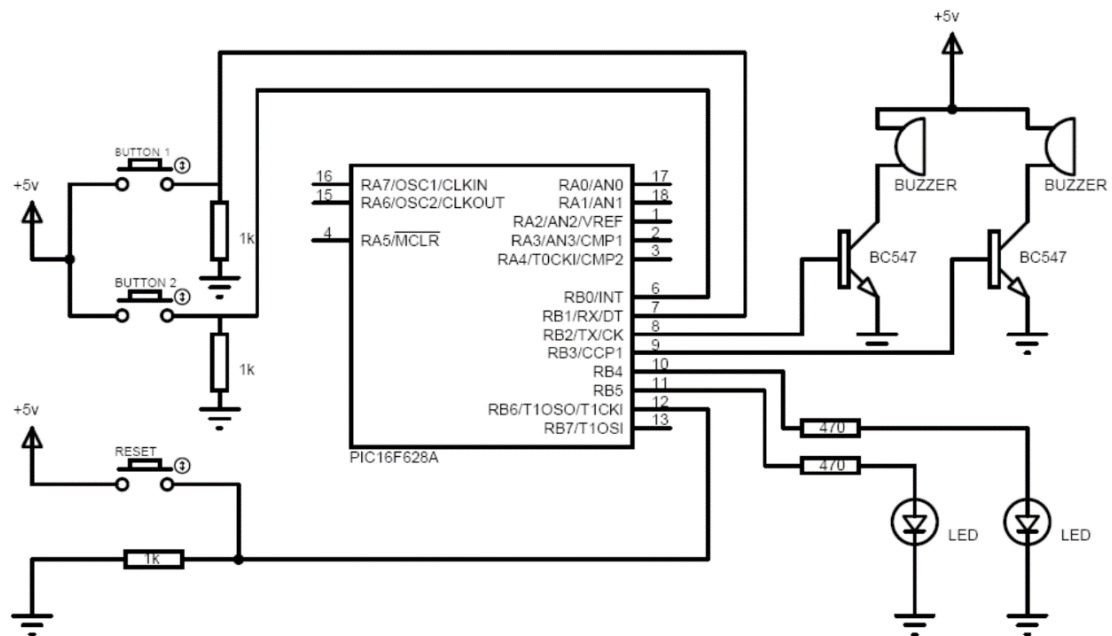 +5v
BUTTON 1
+5v
1k
BUTTON 2
1k
+5v
RESET
1k
16
15
4
RA7/OSC1/CLKIN
RA6/OSC2/CLKOUT
RA5/MCLR
RA0/AN0
RA1/AN1
RA2/AN2/VREF
RA3/AN3/CMP1
RA4/T0CKI/CMP2
RB0/INT
RB1/RX/DT
RB2/TX/CK
RB3/CCP1
RB4
RB5
RB6/T1OSO/T1CKI
RB7/T1OSI
17
18
1
2
3
6
7
8
9
10
11
12
13
PIC16F628A
BUZZER
BUZZER
BC547
BC547
470
470
LED
LED